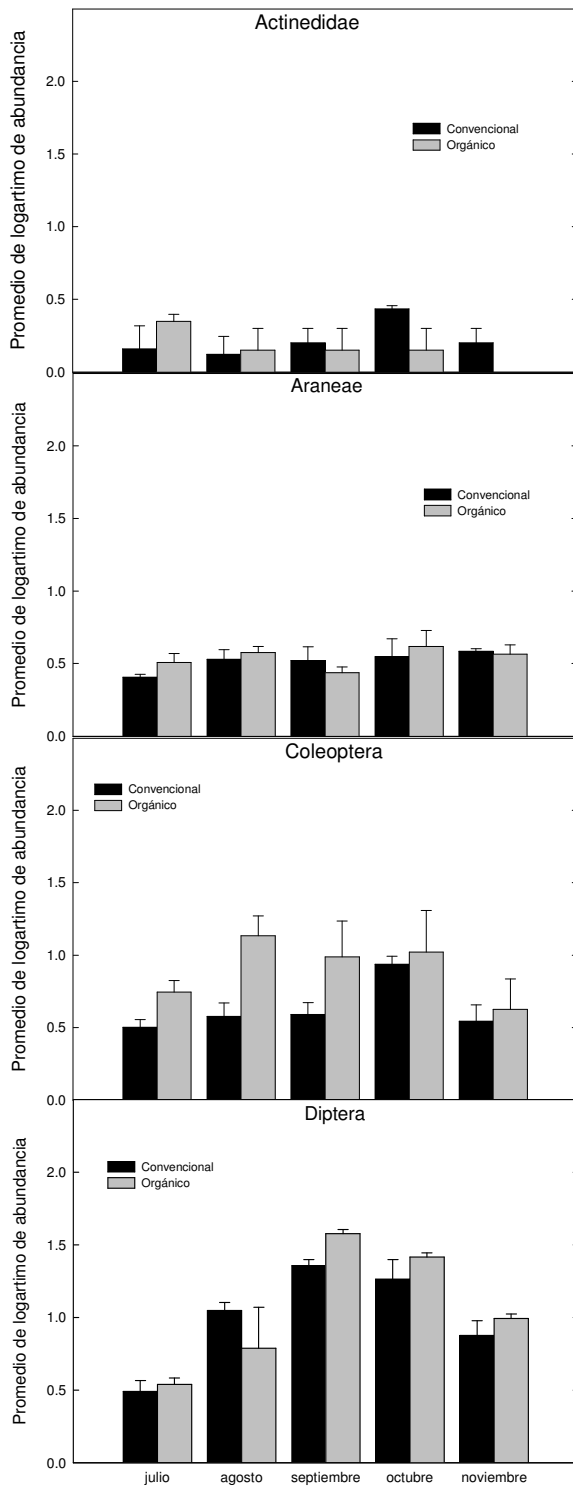 Actinedidae
Promedio de logartimo de abundancia
2.0
1.5
1.0
0.5
0.0
Convencional
Orgánico
Araneae
Promedio de logartimo de abundancia
2.0
1.5
1.0
0.5
0.0
Convencional
Orgánico
Coleoptera
Promedio de logartimo de abundancia
2.0
1.5
1.0
0.5
0.0
Convencional
Orgánico
Diptera
Promedio de logartimo de abundancia
2.0
1.5
1.0
0.5
0.0
Convencional
Orgánico
julio agosto septiembre octubre noviembre